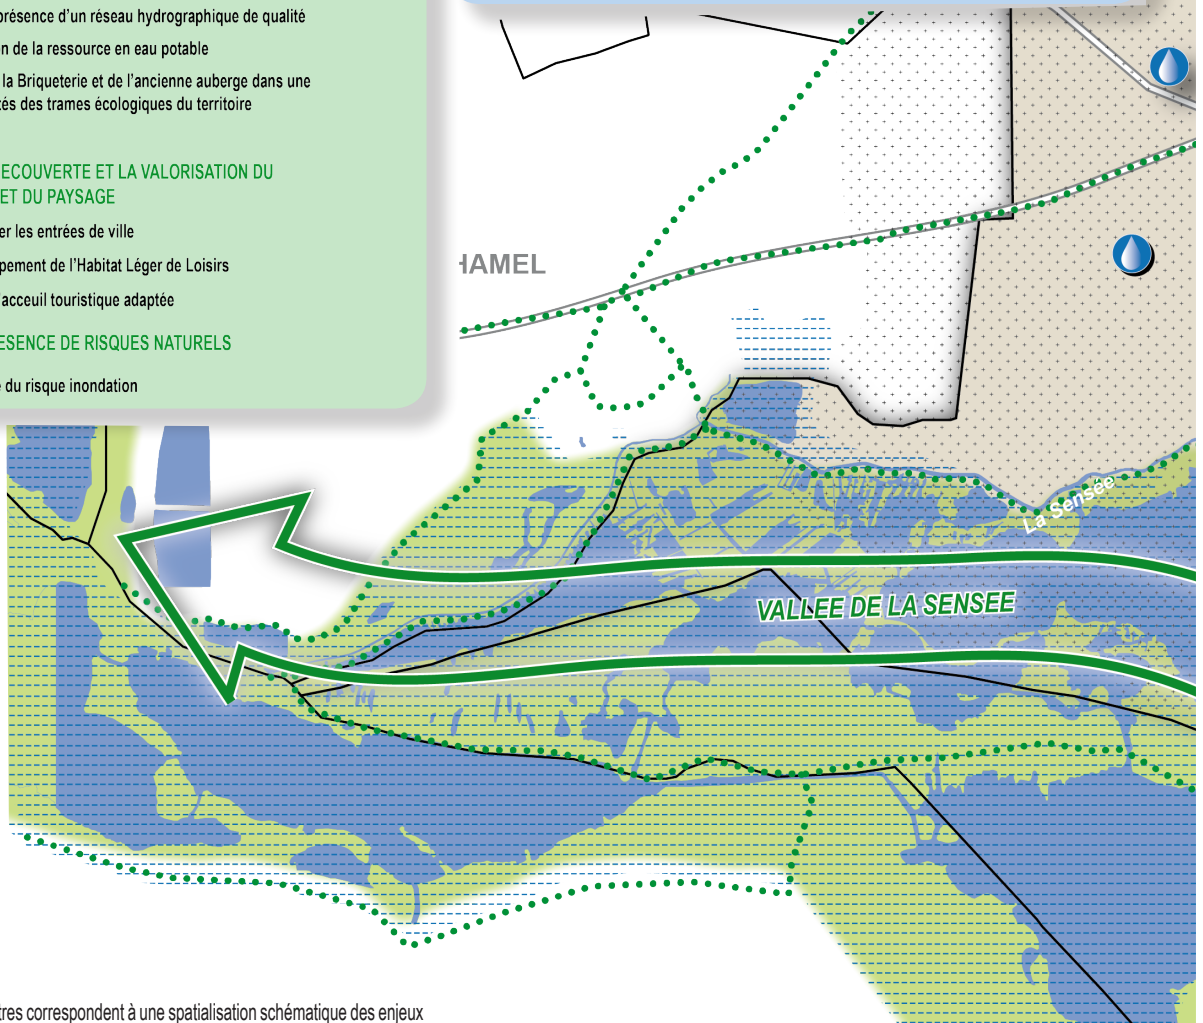 présence d'un réseau hydrographique de qualité
n de la ressource en eau potable
la Briqueterie et de l'ancienne auberge dans une
tés des trames écologiques du territoire
ECOUVERTE ET LA VALORISATION DU
ET DU PAYSAGE
er les entrées de ville
pement de l'Habitat Léger de Loisirs
'acceuil touristique adaptée
ESENCE DE RISQUES NATURELS
e du risque inondation
HAMEL
La Sensée
VALLEE DE LA SENSEE
tres correspondent à une spatialisation schématique des enjeux